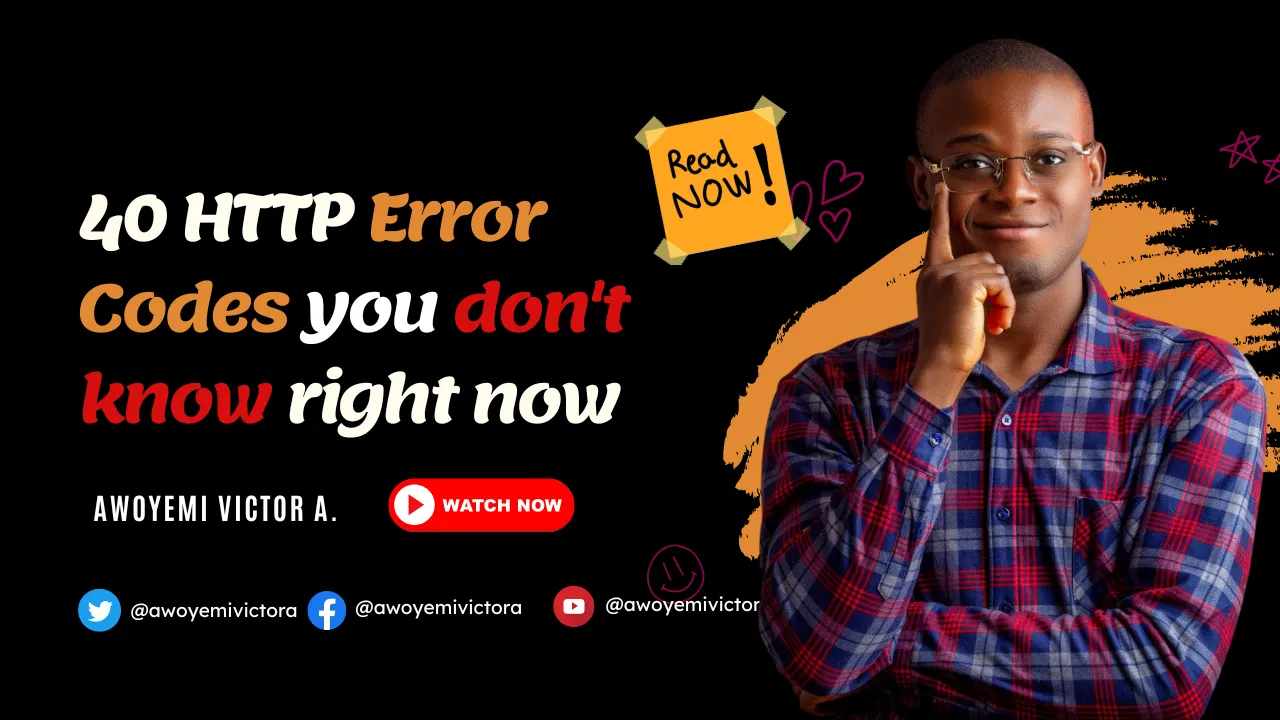 Read
NOW!
40 HTTP Error
Codes you don't
know right now
AWOYEMI VICTOR A.
WATCH NOW
@awoyemivictora
@awoyemivictora
@awoyemivictor